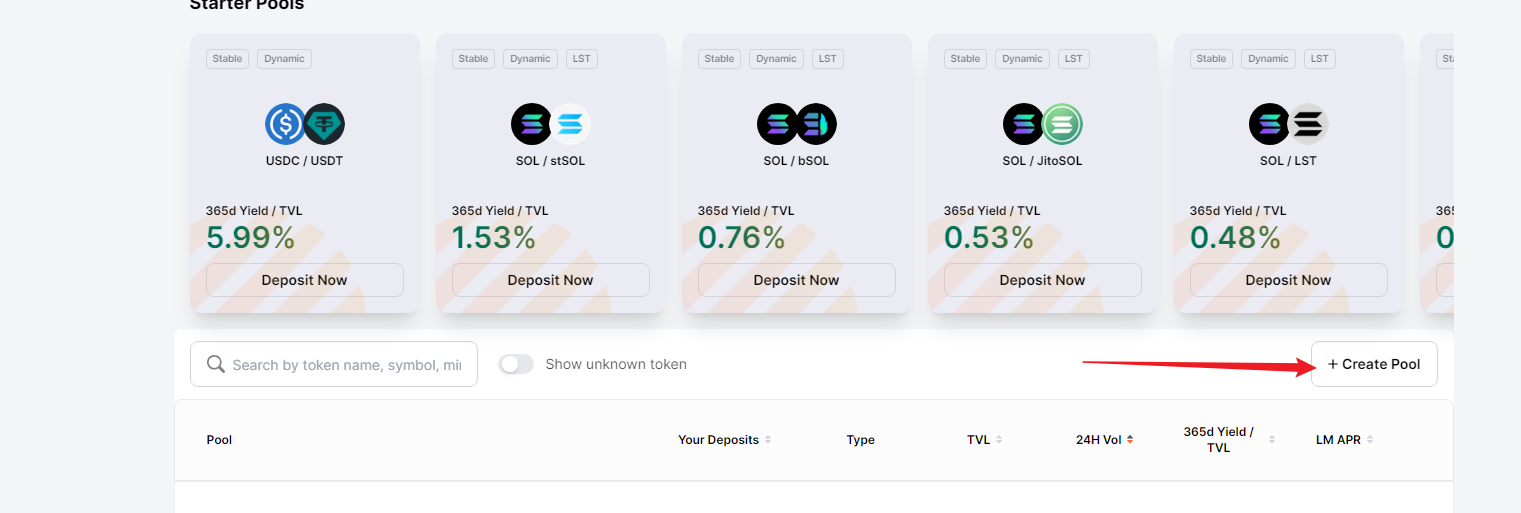 Starter Pools
Stable Dynamic
USDC / USDT
365d Yield / TVL
5.99%
Deposit Now
Stable Dynamic LST
SOL / stSOL
365d Yield / TVL
1.53%
Deposit Now
Stable Dynamic LST
SOL / bSOL
365d Yield / TVL
0.76%
Deposit Now
Stable Dynamic LST
SOL / JitoSOL
365d Yield / TVL
0.53%
Deposit Now
Stable Dynamic LST
SOL / LST
365d Yield / TVL
0.48%
Deposit Now
Search by token name, symbol, mi
Show unknown token
+ Create Pool
Pool Your Deposits Type TVL 24H Vol 365d Yield / LM APR
TVL